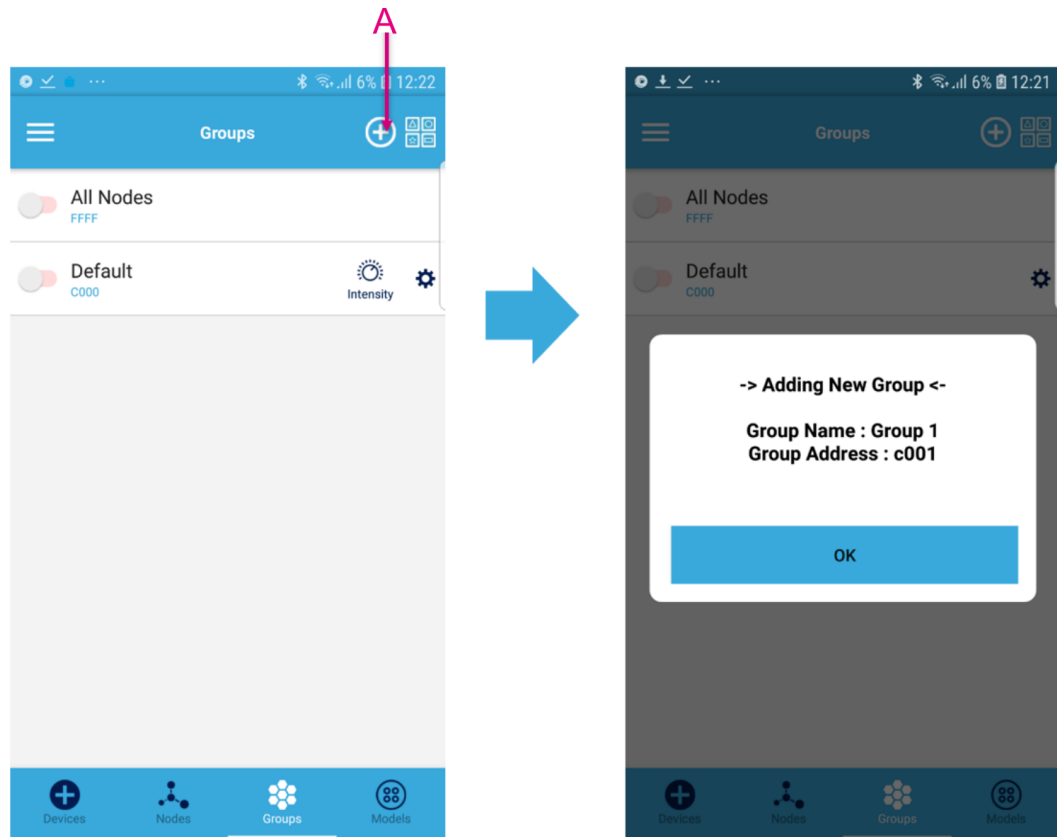 A
6% 12:22
Groups
All Nodes
FFFF
Default
C000
Intensity
Devices
Nodes
Groups
Models
6% 12:21
Groups
All Nodes
FFFF
Default
C000
-> Adding New Group <-
Group Name : Group 1
Group Address : c001
OK
Devices
Nodes
Groups
Models